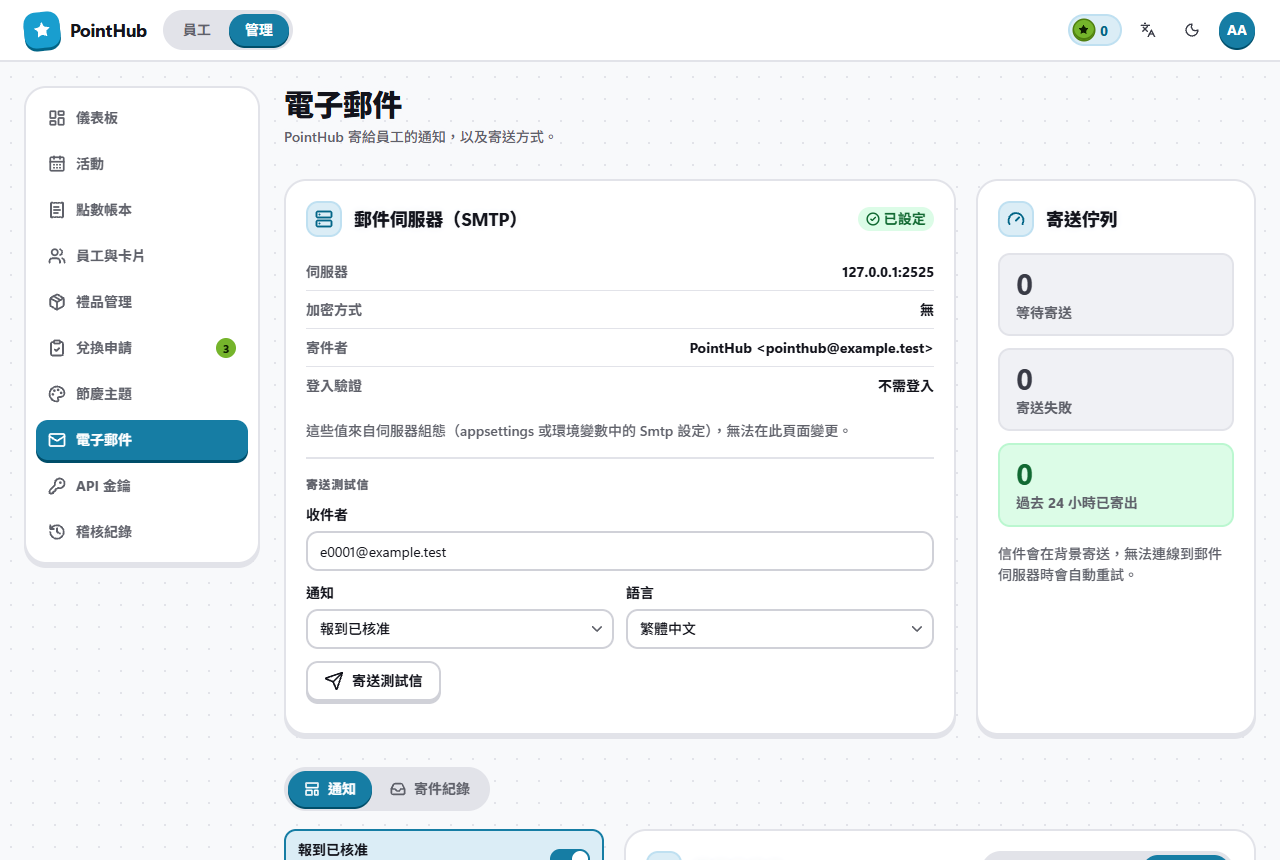 PointHub
員工
管理
0
AA
儀表板
活動
點數帳本
員工與卡片
禮品管理
兌換申請
3
節慶主題
電子郵件
API 金鑰
稽核紀錄
電子郵件
PointHub 寄給員工的通知，以及寄送方式。
郵件伺服器（SMTP）
已設定
伺服器
127.0.0.1:2525
加密方式
無
寄件者
PointHub <pointhub@example.test>
登入驗證
不需登入
這些值來自伺服器組態（appsettings 或環境變數中的 Smtp 設定），無法在此頁面變更。
寄送測試信
收件者
e0001@example.test
通知
語言
報到已核准
繁體中文
寄送測試信
寄送佇列
0
等待寄送
0
寄送失敗
0
過去 24 小時已寄出
信件會在背景寄送，無法連線到郵件
伺服器時會自動重試。
通知
寄件紀錄
報到已核准